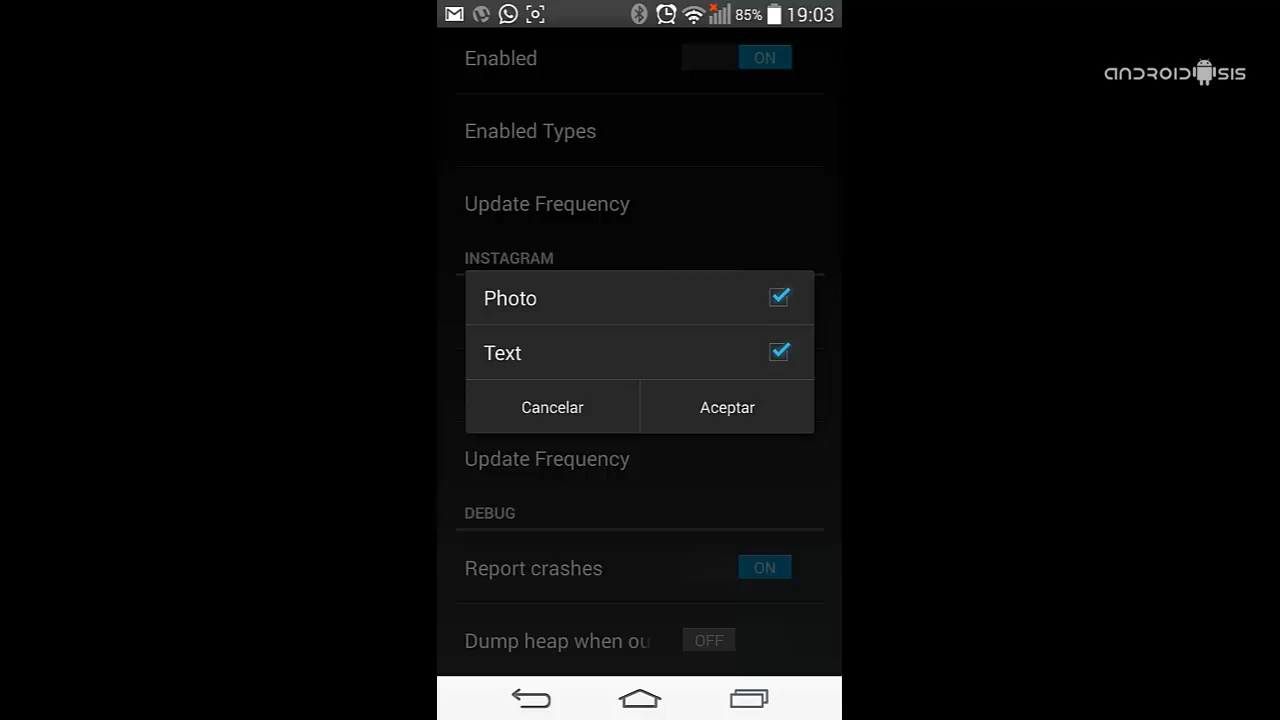 85% 19:03
ANDROIDSIS
Enabled ON
Enabled Types
Update Frequency
INSTAGRAM
Photo
Text
Cancelar Aceptar
Update Frequency
DEBUG
Report crashes ON
Dump heap when ou OFF